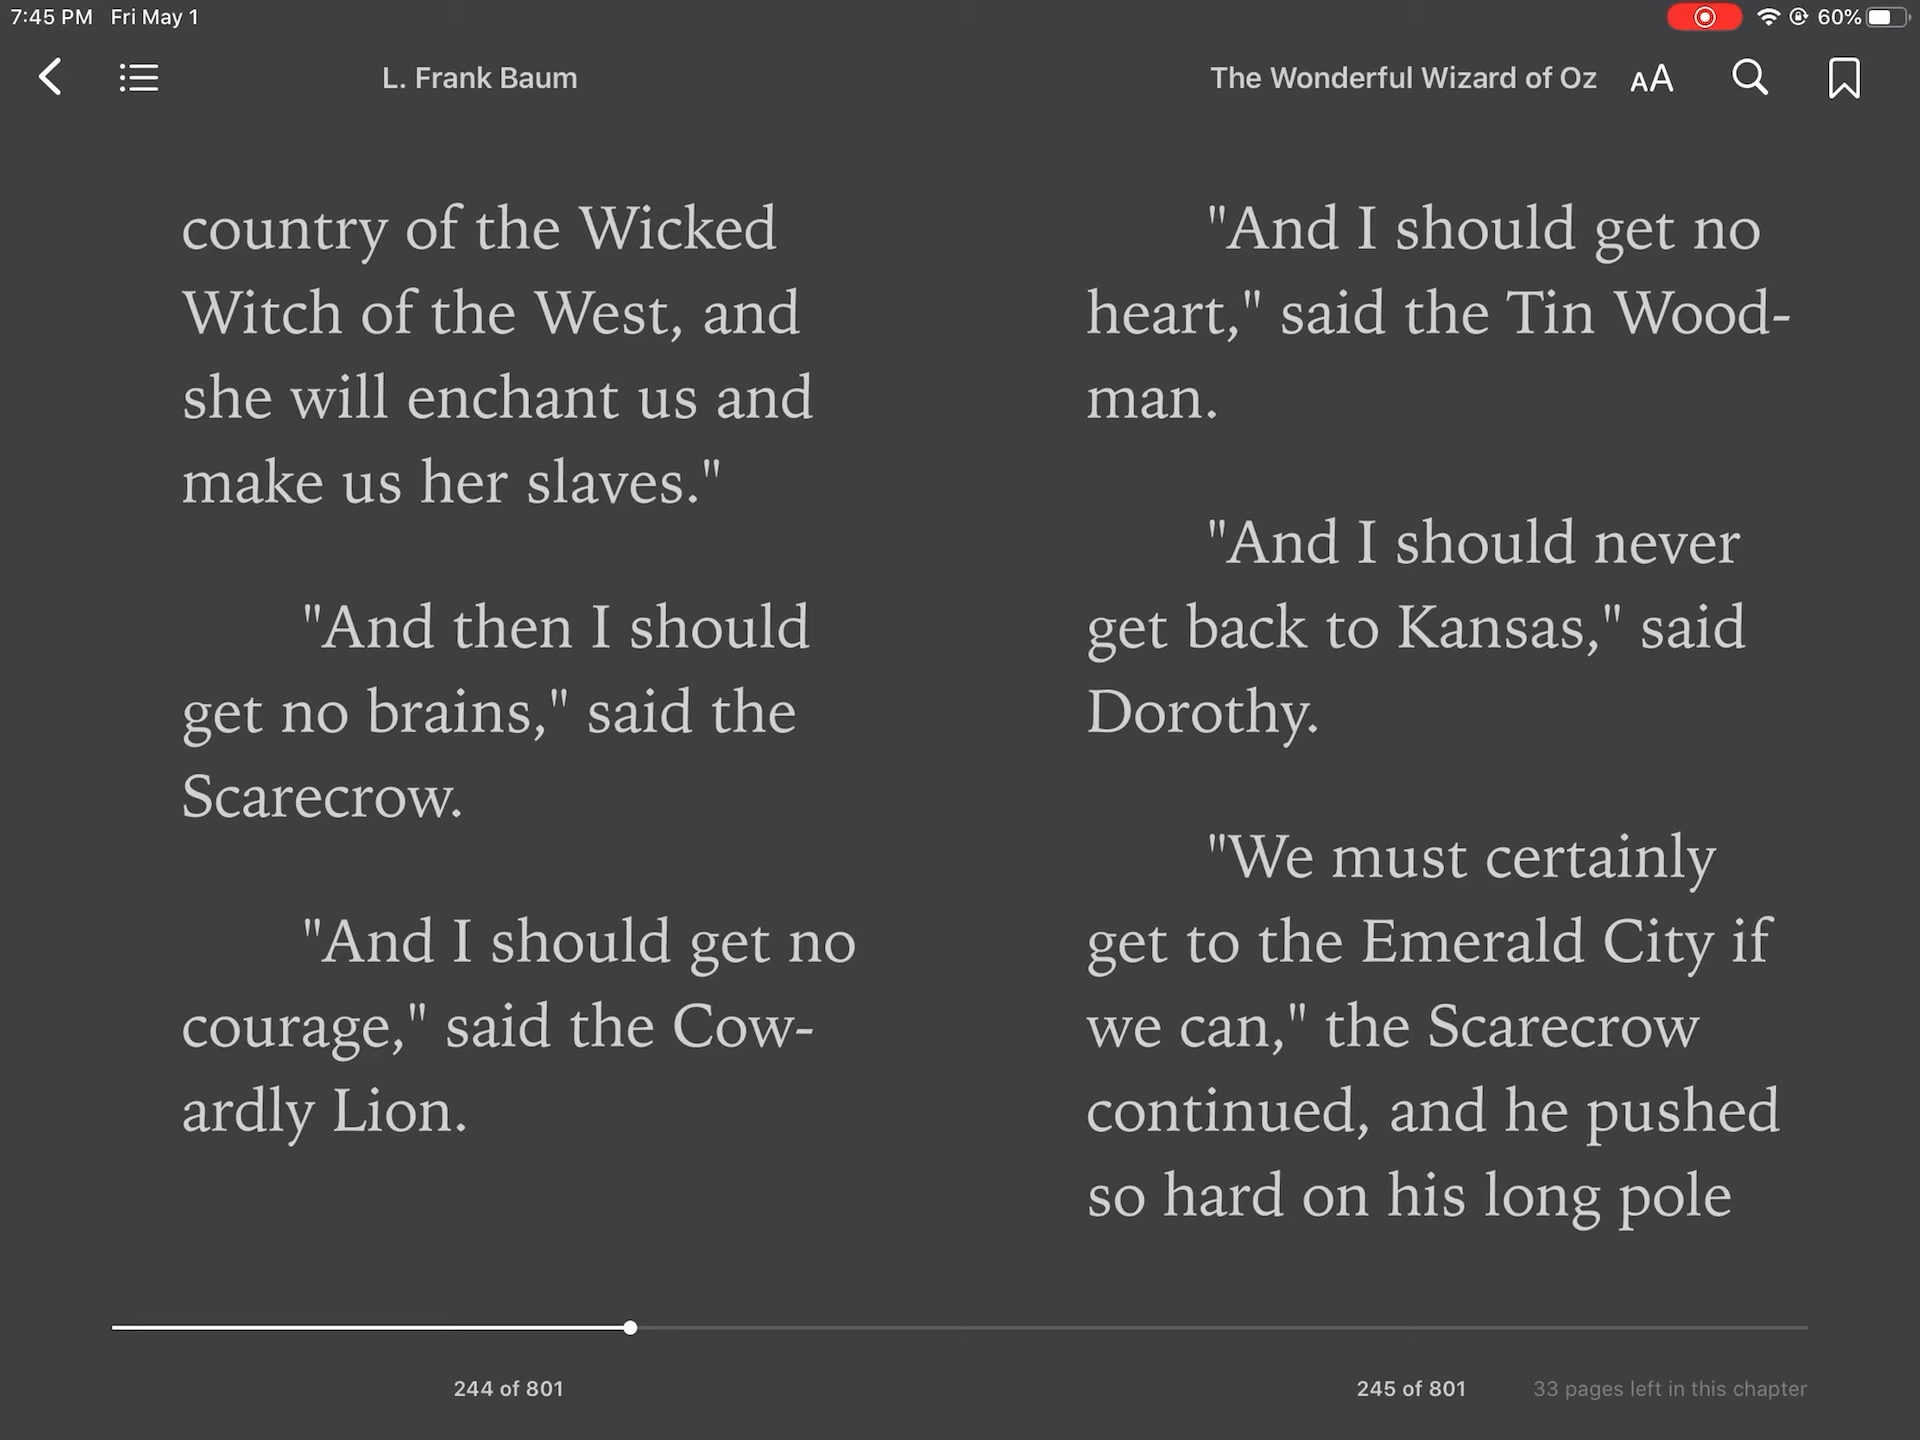 7:45 PM Fri May 1
60%
L. Frank Baum
The Wonderful Wizard of Oz
AA
country of the Wicked
Witch of the West, and
she will enchant us and
make us her slaves."
"And then I should
get no brains," said the
Scarecrow.
"And I should get no
courage," said the Cow-
ardly Lion.
"And I should get no
heart," said the Tin Wood-
man.
"And I should never
get back to Kansas," said
Dorothy.
"We must certainly
get to the Emerald City if
we can," the Scarecrow
continued, and he pushed
so hard on his long pole
244 of 801
245 of 801
33 pages left in this chapter